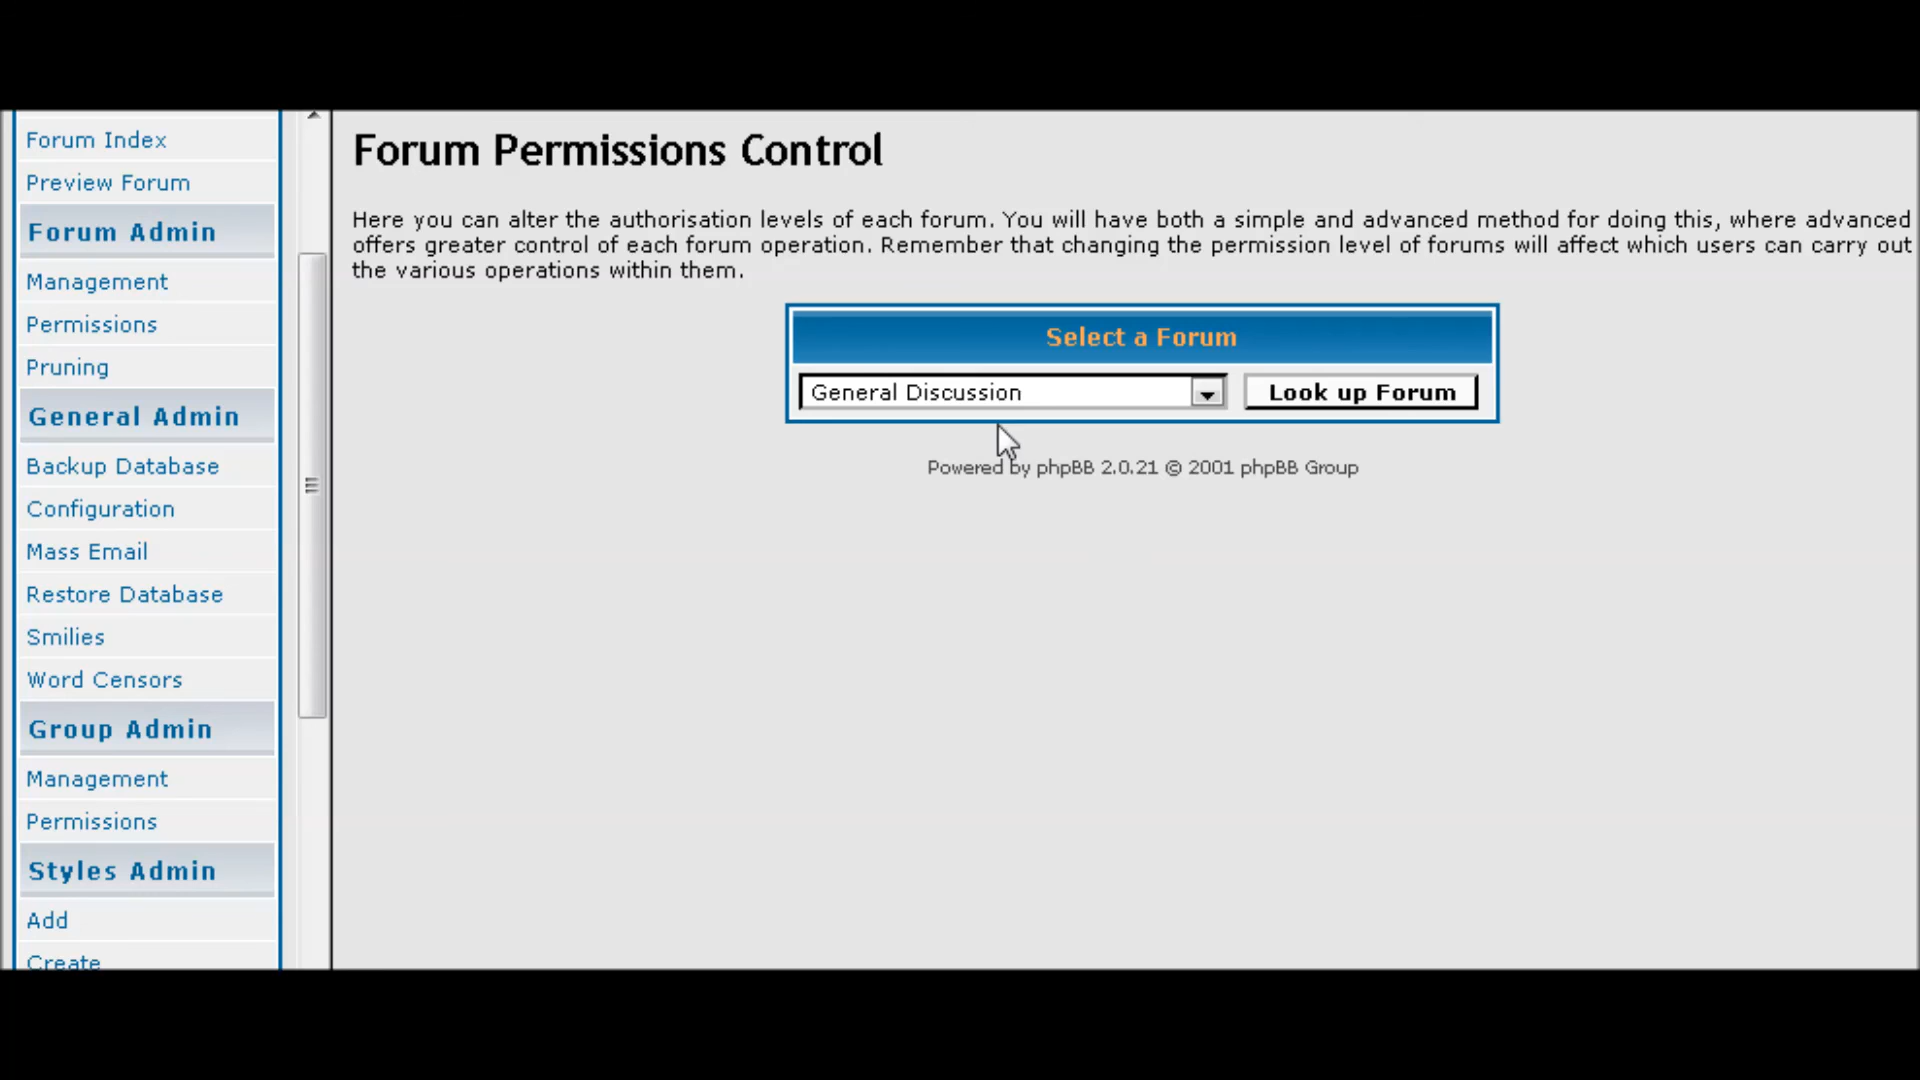 Forum Index
Preview Forum
Forum Admin
Management
Permissions
Pruning
General Admin
Backup Database
Configuration
Mass Email
Restore Database
Smilies
Word Censors
Group Admin
Management
Permissions
Styles Admin
Add
Create
Forum Permissions Control
Here you can alter the authorisation levels of each forum. You will have both a simple and advanced method for doing this, where advanced
offers greater control of each forum operation. Remember that changing the permission level of forums will affect which users can carry out
the various operations within them.
Select a Forum
General Discussion
Look up Forum
Powered by phpBB 2.0.21 © 2001 phpBB Group